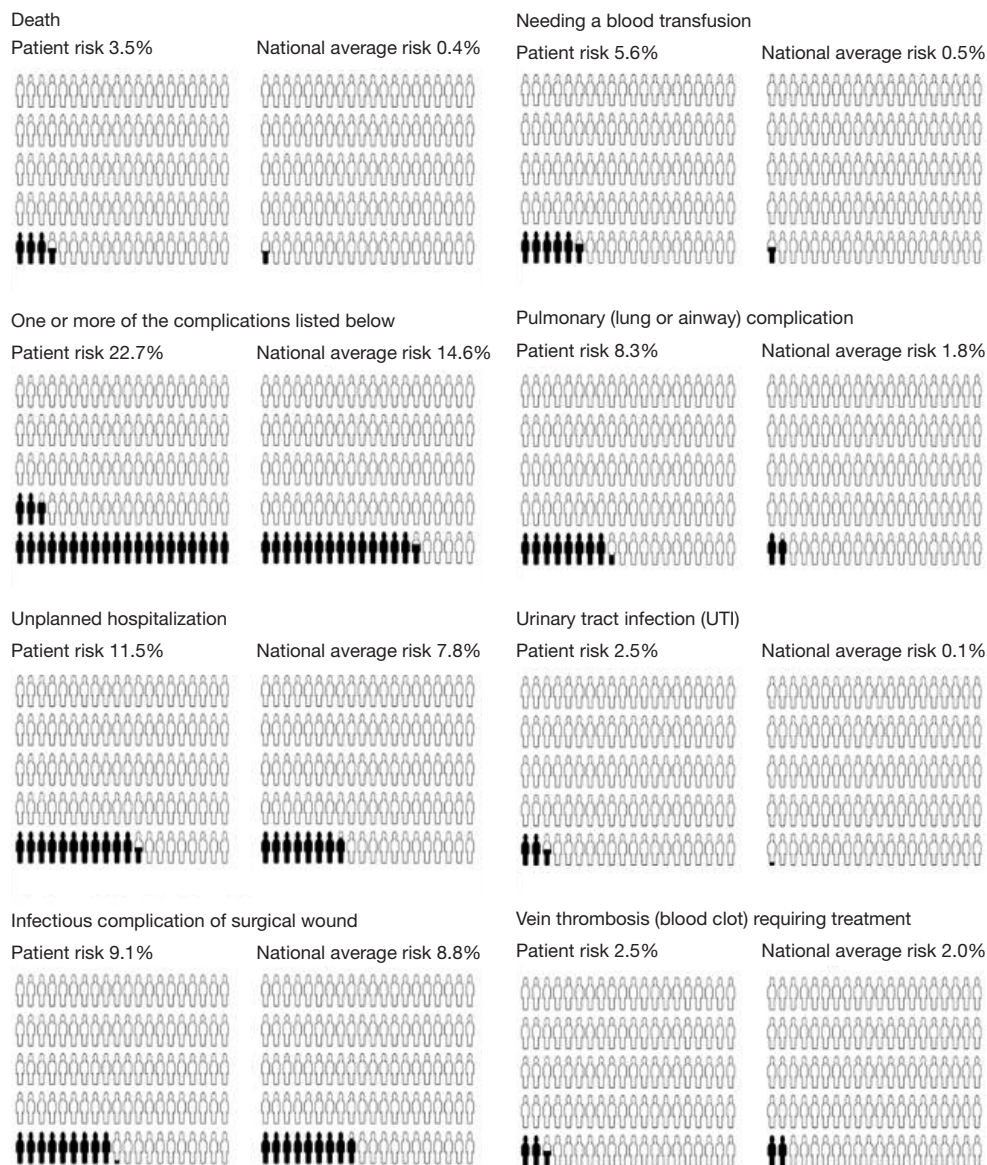 Death
Patient risk 3.5% National average risk 0.4%
Needing a blood transfusion
Patient risk 5.6% National average risk 0.5%
One or more of the complications listed below
Patient risk 22.7% National average risk 14.6%
Pulmonary (lung or ainway) complication
Patient risk 8.3% National average risk 1.8%
Unplanned hospitalization
Patient risk 11.5% National average risk 7.8%
Urinary tract infection (UTI)
Patient risk 2.5% National average risk 0.1%
Infectious complication of surgical wound
Patient risk 9.1% National average risk 8.8%
Vein thrombosis (blood clot) requiring treatment
Patient risk 2.5% National average risk 2.0%